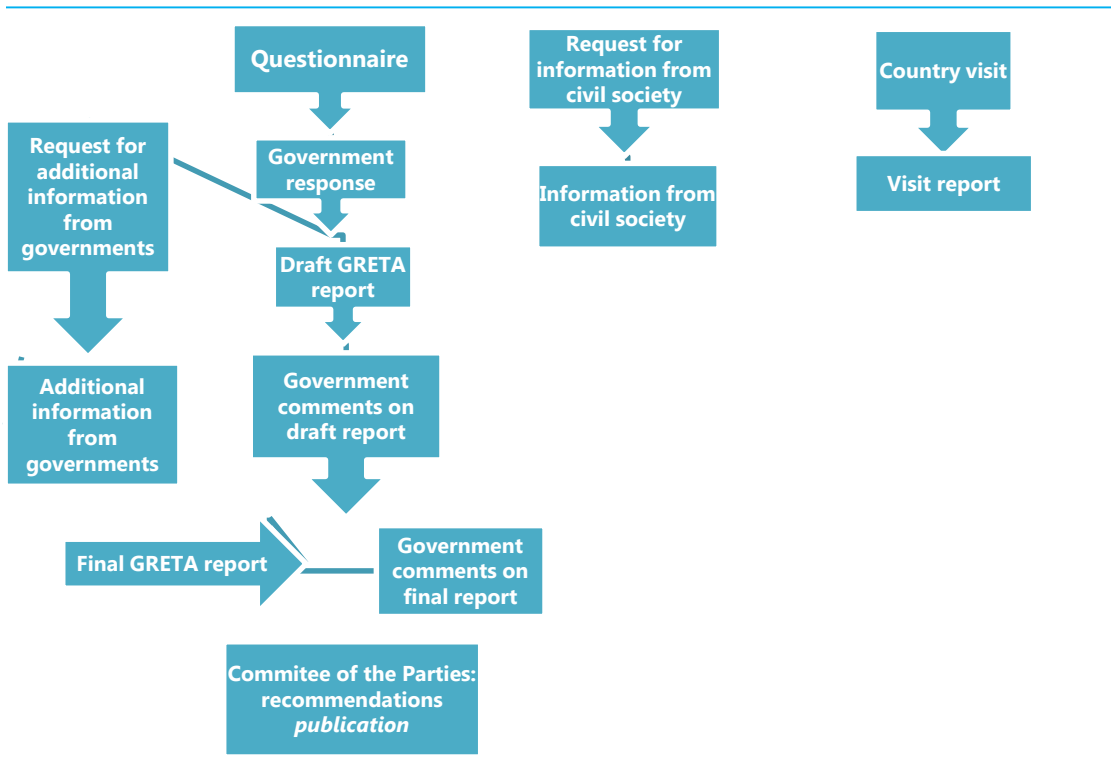 Questionnaire
Request for
information from
civil society
Country visit
Request for
additional
information
from
governments
Government
response
Information from
civil society
Visit report
Draft GRETA
report
Additional
information
from
governments
Government
comments on
draft report
Final GRETA report
Government
comments on
final report
Commitee of the Parties:
recommendations
publication